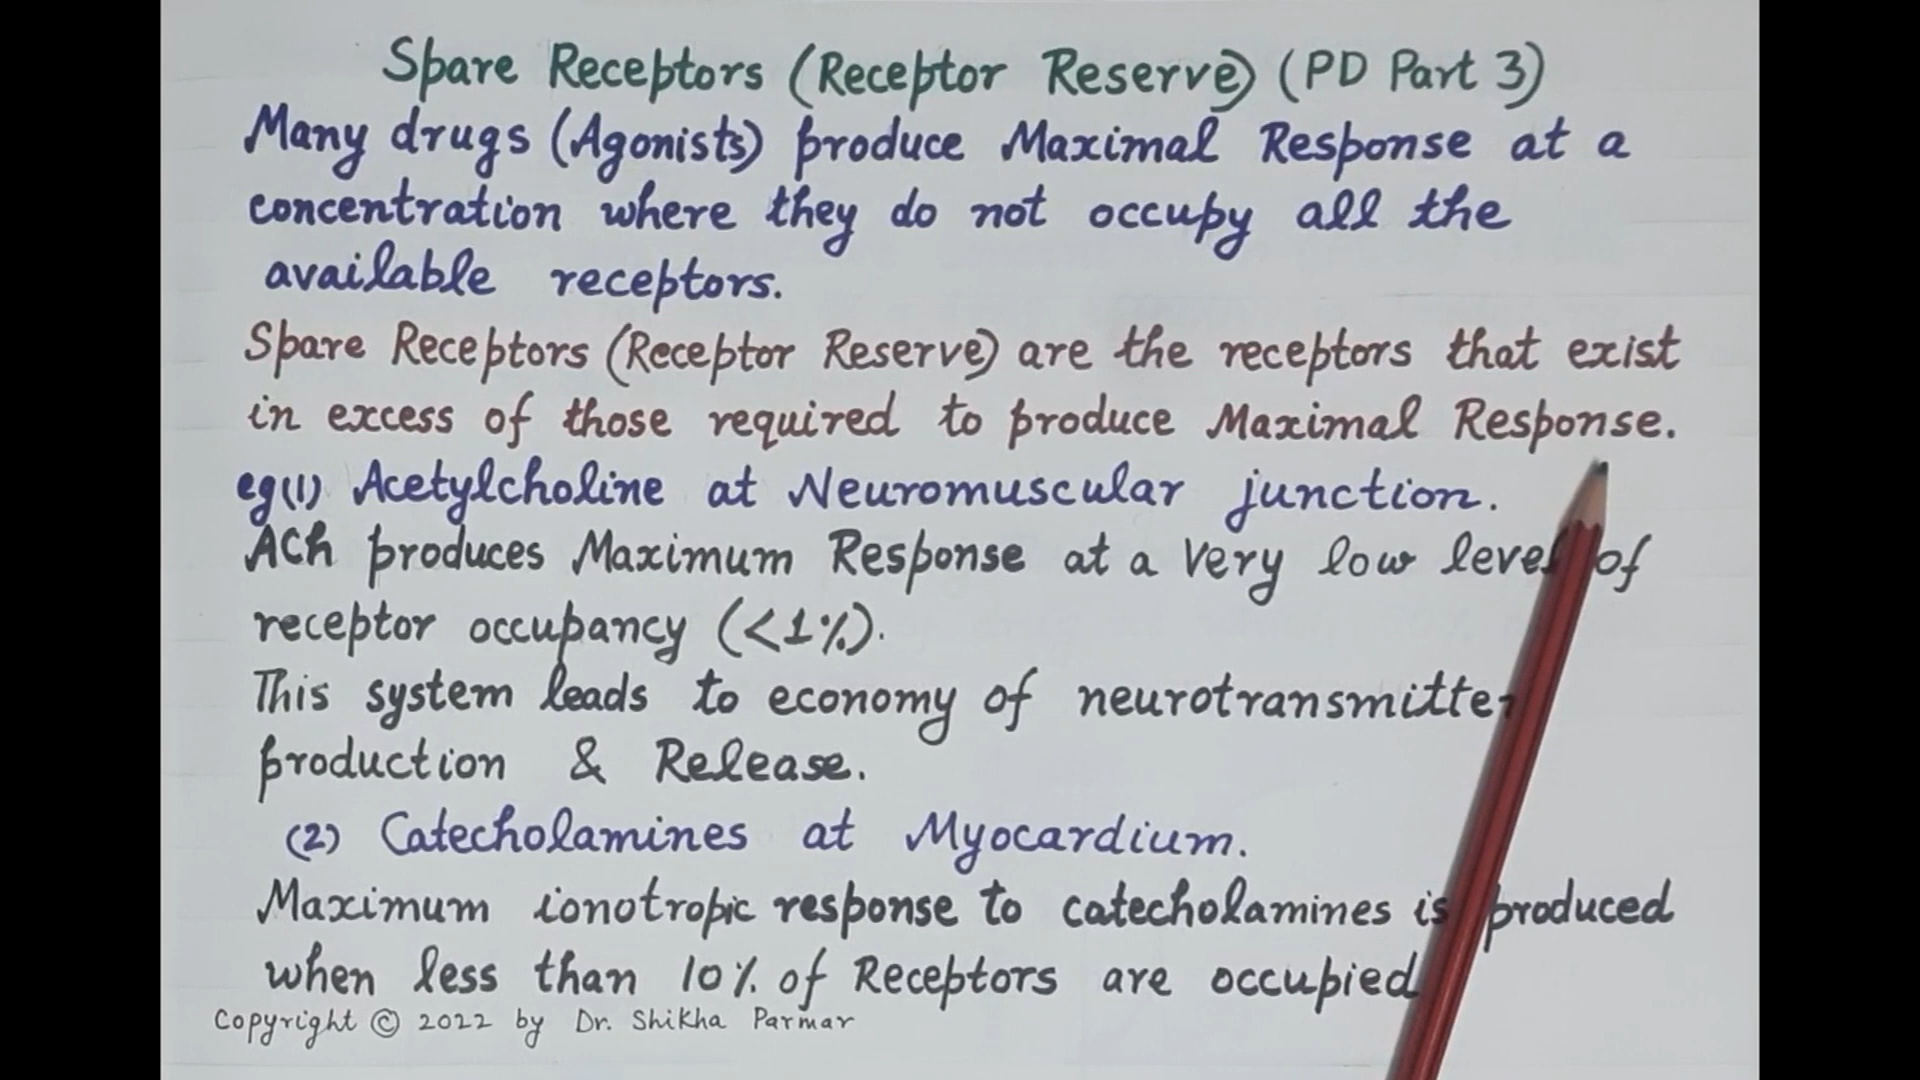 Spare Receptors (Receptor Reserve) (PD Part 3)
Many drugs (Agonists) produce Maximal Response at a
concentration where they do not occupy all the
available receptors.
Spare Receptors (Receptor Reserve) are the receptors that exist
in excess of those required to produce Maximal Response.
eg(1) Acetylcholine at Neuromuscular junction.
ACh produces Maximum Response at a very low level of
receptor occupancy (<1%).
This system leads to economy of neurotransmitter
production & Release.
(2) Catecholamines at Myocardium.
Maximum ionotropic response to catecholamines is produced
when less than 10% of Receptors are occupied
Copyright © 2022 by Dr. Shikha Parmar